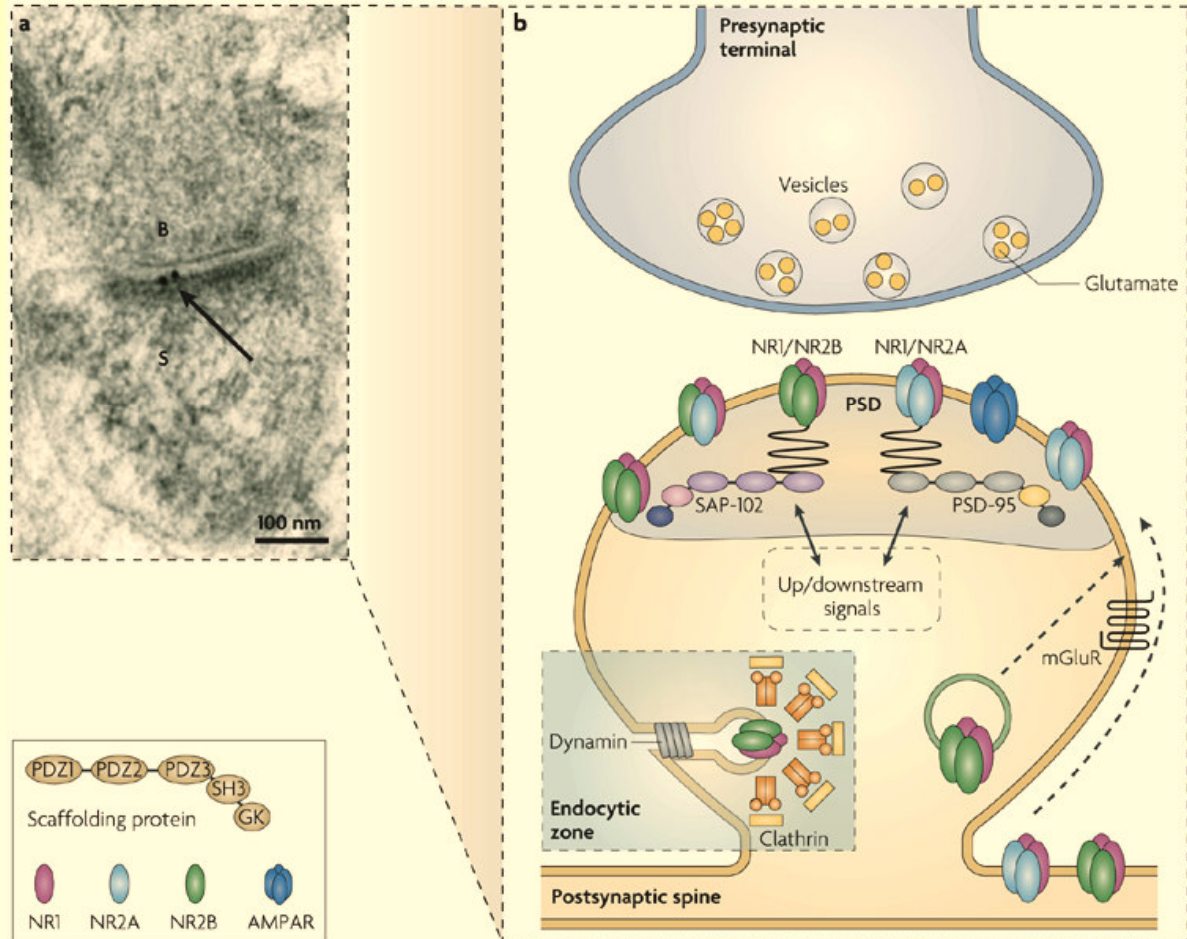 a
B
S
100 nm
PDZ1
PDZ2
PDZ3
SH3
GK
Scaffolding protein
NR1
NR2A
NR2B
AMPAR
b
Presynaptic
terminal
Vesicles
Glutamate
NR1/NR2B
NR1/NR2A
PSD
SAP-102
PSD-95
Up/downstream
signals
mGluR
Dynamin
Endocytic
zone
Clathrin
Postsynaptic spine